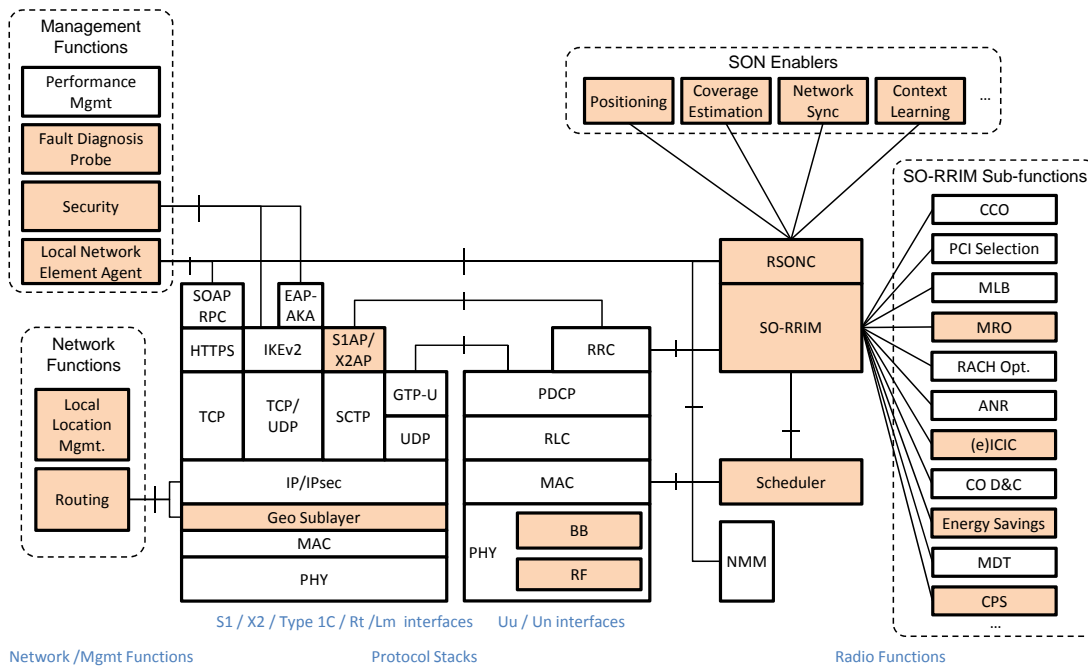 Management
Functions
Performance
Mgmt
Fault Diagnosis
Probe
Security
Local Network
Element Agent
Network
Functions
Local
Location
Mgmt.
Routing
SOAP
RPC
EAP-
AKA
HTTPS
IKEv2
S1AP/
X2AP
TCP
TCP/
UDP
SCTP
GTP-U
UDP
IP/IPsec
Geo Sublayer
MAC
PHY
RRC
PDCP
RLC
MAC
PHY
BB
RF
SON Enablers
Positioning
Coverage
Estimation
Network
Sync
Context
Learning
...
RSONC
SO-RRIM
Scheduler
NMM
SO-RRIM Sub-functions
CCO
PCI Selection
MLB
MRO
RACH Opt.
ANR
(e)ICIC
CO D&C
Energy Savings
MDT
CPS
...
S1 / X2 / Type 1C / Rt /Lm interfaces
Uu / Un interfaces
Network /Mgmt Functions
Protocol Stacks
Radio Functions